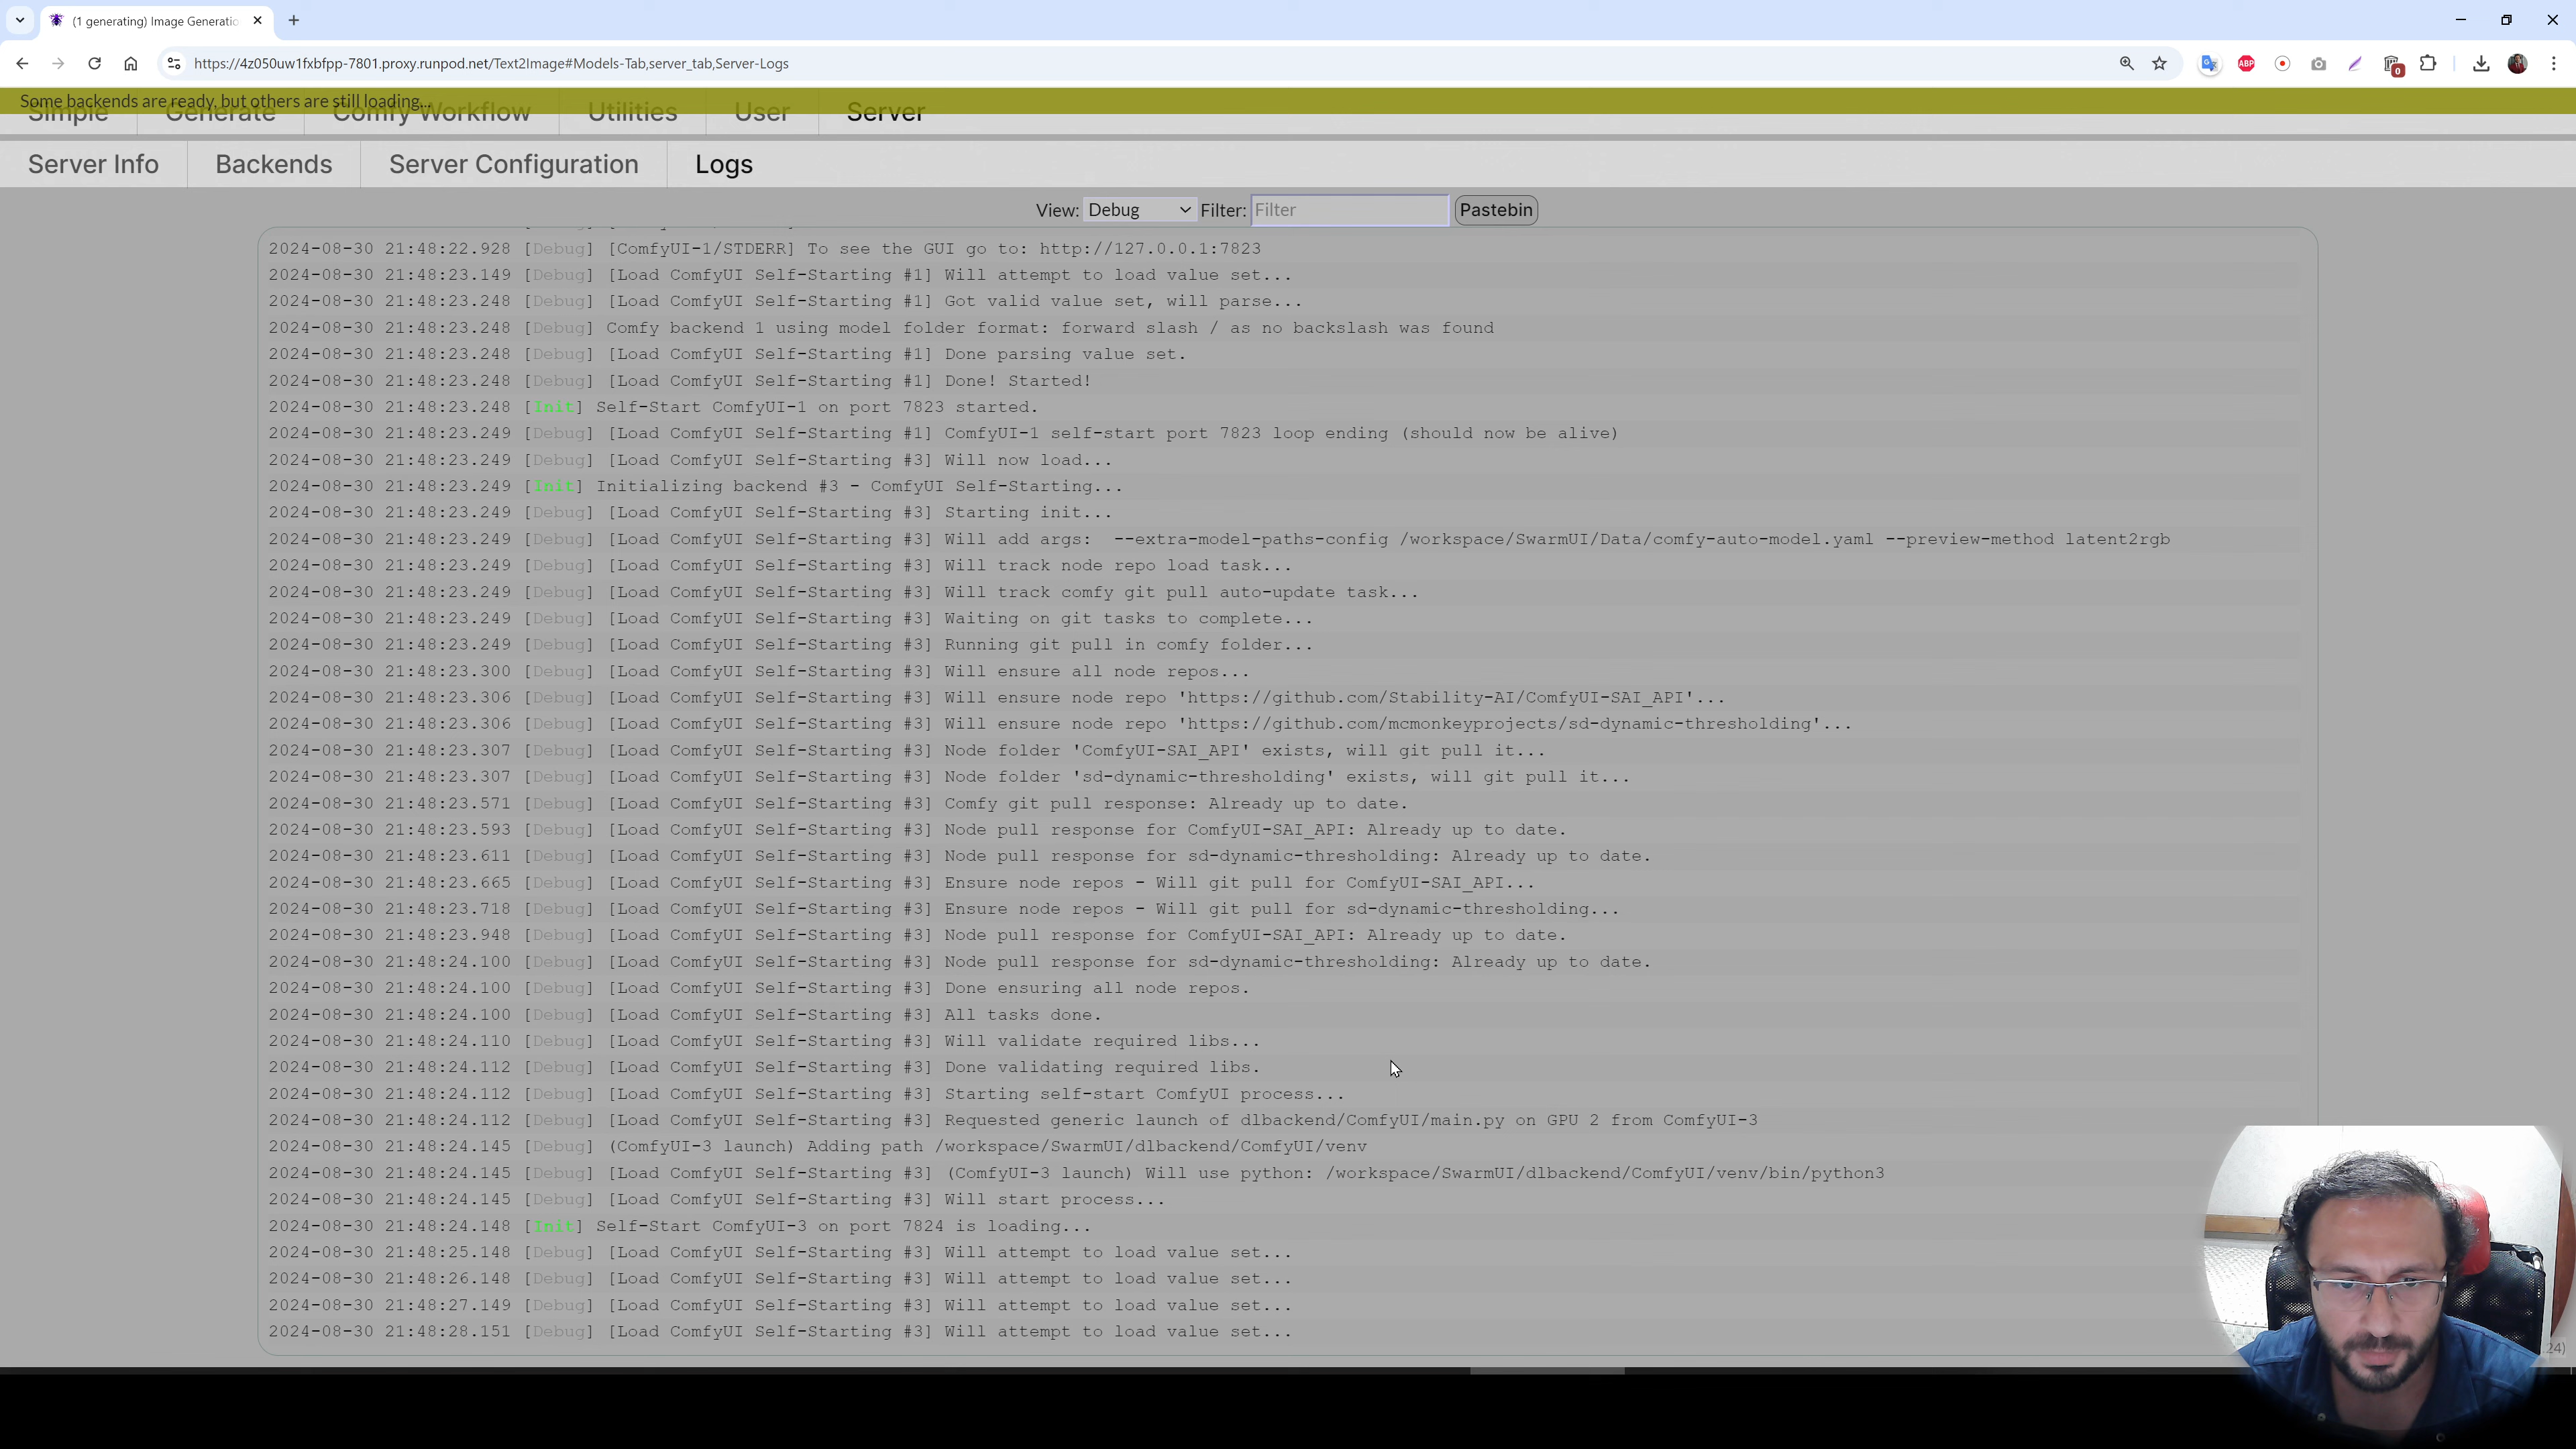 (1 generating) Image Generatio
https://4z050uw1fxbfpp-7801.proxy.runpod.net/Text2Image#Models-Tab,server_tab,Server-Logs
ABP
0
Some backends are ready, but others are still loading...
Simple Generate Comfy Workflow Utilities User Server
Server Info Backends Server Configuration Logs
View: Debug Filter: Filter Pastebin
2024-08-30 21:48:22.928 [Debug] [ComfyUI-1/STDERR] To see the GUI go to: http://127.0.0.1:7823
2024-08-30 21:48:23.149 [Debug] [Load ComfyUI Self-Starting #1] Will attempt to load value set...
2024-08-30 21:48:23.248 [Debug] [Load ComfyUI Self-Starting #1] Got valid value set, will parse...
2024-08-30 21:48:23.248 [Debug] Comfy backend 1 using model folder format: forward slash / as no backslash was found
2024-08-30 21:48:23.248 [Debug] [Load ComfyUI Self-Starting #1] Done parsing value set.
2024-08-30 21:48:23.248 [Debug] [Load ComfyUI Self-Starting #1] Done! Started!
2024-08-30 21:48:23.248 [Init] Self-Start ComfyUI-1 on port 7823 started.
2024-08-30 21:48:23.249 [Debug] [Load ComfyUI Self-Starting #1] ComfyUI-1 self-start port 7823 loop ending (should now be alive)
2024-08-30 21:48:23.249 [Debug] [Load ComfyUI Self-Starting #3] Will now load...
2024-08-30 21:48:23.249 [Init] Initializing backend #3 - ComfyUI Self-Starting...
2024-08-30 21:48:23.249 [Debug] [Load ComfyUI Self-Starting #3] Starting init...
2024-08-30 21:48:23.249 [Debug] [Load ComfyUI Self-Starting #3] Will add args:  --extra-model-paths-config /workspace/SwarmUI/Data/comfy-auto-model.yaml --preview-method latent2rgb
2024-08-30 21:48:23.249 [Debug] [Load ComfyUI Self-Starting #3] Will track node repo load task...
2024-08-30 21:48:23.249 [Debug] [Load ComfyUI Self-Starting #3] Will track comfy git pull auto-update task...
2024-08-30 21:48:23.249 [Debug] [Load ComfyUI Self-Starting #3] Waiting on git tasks to complete...
2024-08-30 21:48:23.249 [Debug] [Load ComfyUI Self-Starting #3] Running git pull in comfy folder...
2024-08-30 21:48:23.300 [Debug] [Load ComfyUI Self-Starting #3] Will ensure all node repos...
2024-08-30 21:48:23.306 [Debug] [Load ComfyUI Self-Starting #3] Will ensure node repo 'https://github.com/Stability-AI/ComfyUI-SAI_API'...
2024-08-30 21:48:23.306 [Debug] [Load ComfyUI Self-Starting #3] Will ensure node repo 'https://github.com/mcmonkeyprojects/sd-dynamic-thresholding'...
2024-08-30 21:48:23.307 [Debug] [Load ComfyUI Self-Starting #3] Node folder 'ComfyUI-SAI_API' exists, will git pull it...
2024-08-30 21:48:23.307 [Debug] [Load ComfyUI Self-Starting #3] Node folder 'sd-dynamic-thresholding' exists, will git pull it...
2024-08-30 21:48:23.571 [Debug] [Load ComfyUI Self-Starting #3] Comfy git pull response: Already up to date.
2024-08-30 21:48:23.593 [Debug] [Load ComfyUI Self-Starting #3] Node pull response for ComfyUI-SAI_API: Already up to date.
2024-08-30 21:48:23.611 [Debug] [Load ComfyUI Self-Starting #3] Node pull response for sd-dynamic-thresholding: Already up to date.
2024-08-30 21:48:23.665 [Debug] [Load ComfyUI Self-Starting #3] Ensure node repos - Will git pull for ComfyUI-SAI_API...
2024-08-30 21:48:23.718 [Debug] [Load ComfyUI Self-Starting #3] Ensure node repos - Will git pull for sd-dynamic-thresholding...
2024-08-30 21:48:23.948 [Debug] [Load ComfyUI Self-Starting #3] Node pull response for ComfyUI-SAI_API: Already up to date.
2024-08-30 21:48:24.100 [Debug] [Load ComfyUI Self-Starting #3] Node pull response for sd-dynamic-thresholding: Already up to date.
2024-08-30 21:48:24.100 [Debug] [Load ComfyUI Self-Starting #3] Done ensuring all node repos.
2024-08-30 21:48:24.100 [Debug] [Load ComfyUI Self-Starting #3] All tasks done.
2024-08-30 21:48:24.110 [Debug] [Load ComfyUI Self-Starting #3] Will validate required libs...
2024-08-30 21:48:24.112 [Debug] [Load ComfyUI Self-Starting #3] Done validating required libs.
2024-08-30 21:48:24.112 [Debug] [Load ComfyUI Self-Starting #3] Starting self-start ComfyUI process...
2024-08-30 21:48:24.112 [Debug] [Load ComfyUI Self-Starting #3] Requested generic launch of dlbackend/ComfyUI/main.py on GPU 2 from ComfyUI-3
2024-08-30 21:48:24.145 [Debug] (ComfyUI-3 launch) Adding path /workspace/SwarmUI/dlbackend/ComfyUI/venv
2024-08-30 21:48:24.145 [Debug] [Load ComfyUI Self-Starting #3] (ComfyUI-3 launch) Will use python: /workspace/SwarmUI/dlbackend/ComfyUI/venv/bin/python3
2024-08-30 21:48:24.145 [Debug] [Load ComfyUI Self-Starting #3] Will start process...
2024-08-30 21:48:24.148 [Init] Self-Start ComfyUI-3 on port 7824 is loading...
2024-08-30 21:48:25.148 [Debug] [Load ComfyUI Self-Starting #3] Will attempt to load value set...
2024-08-30 21:48:26.148 [Debug] [Load ComfyUI Self-Starting #3] Will attempt to load value set...
2024-08-30 21:48:27.149 [Debug] [Load ComfyUI Self-Starting #3] Will attempt to load value set...
2024-08-30 21:48:28.151 [Debug] [Load ComfyUI Self-Starting #3] Will attempt to load value set...
24)